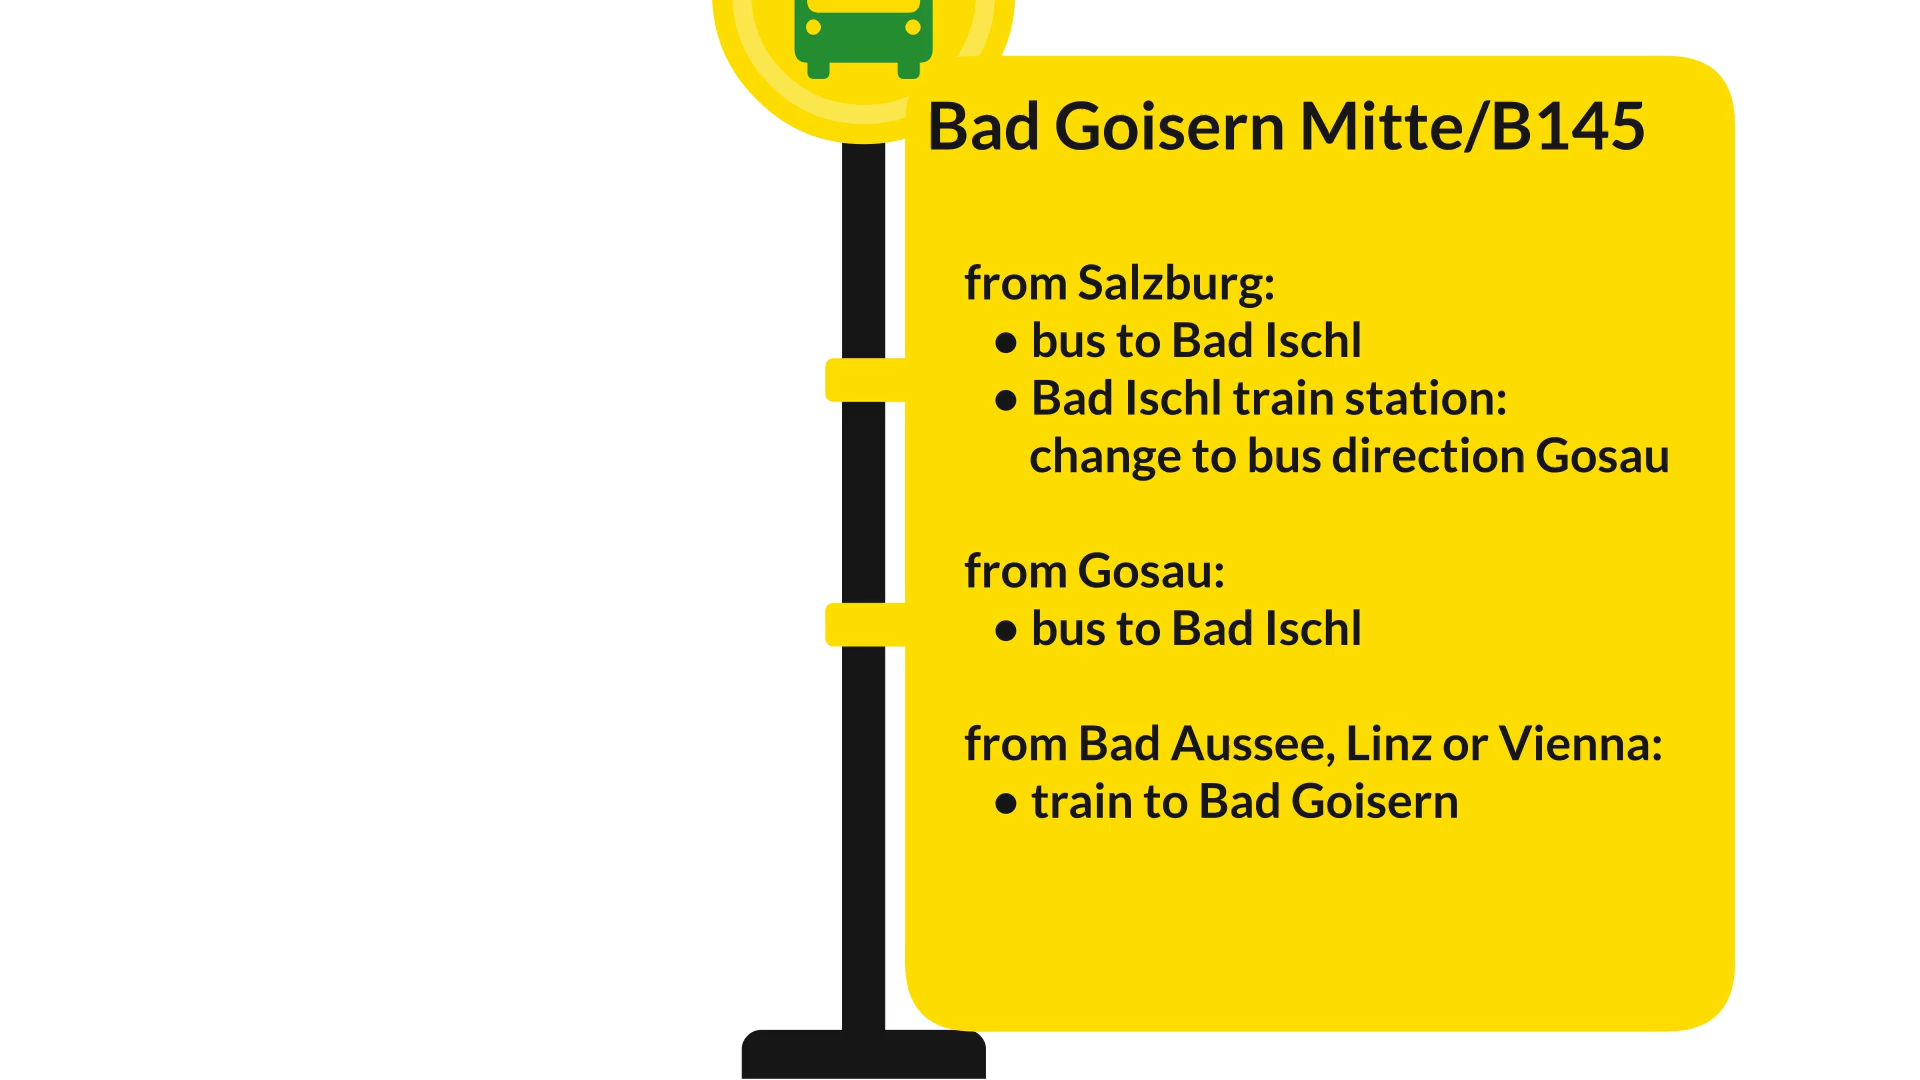 Bad Goisern Mitte/B145
from Salzburg:
• bus to Bad Ischl
• Bad Ischl train station:
change to bus direction Gosau
from Gosau:
• bus to Bad Ischl
from Bad Aussee, Linz or Vienna:
• train to Bad Goisern